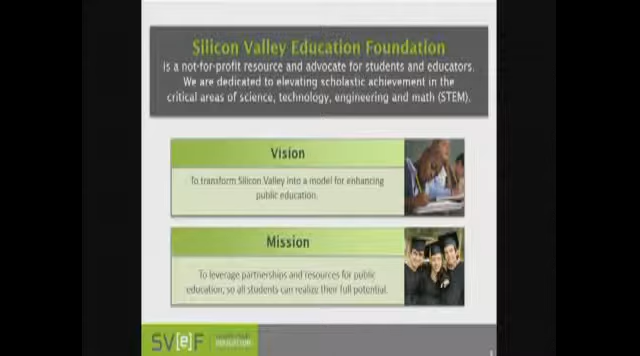 Silicon Valley Education Foundation
is a not-for-profit resource and advocate for students and educators.
We are dedicated to elevating scholastic achievement in the
critical areas of science, technology, engineering and math (STEM).
Vision
To transform Silicon Valley into a model for enhancing
public education.
Mission
To leverage partnerships and resources for public
education, so all students can realize their full potential.
SV[e]F